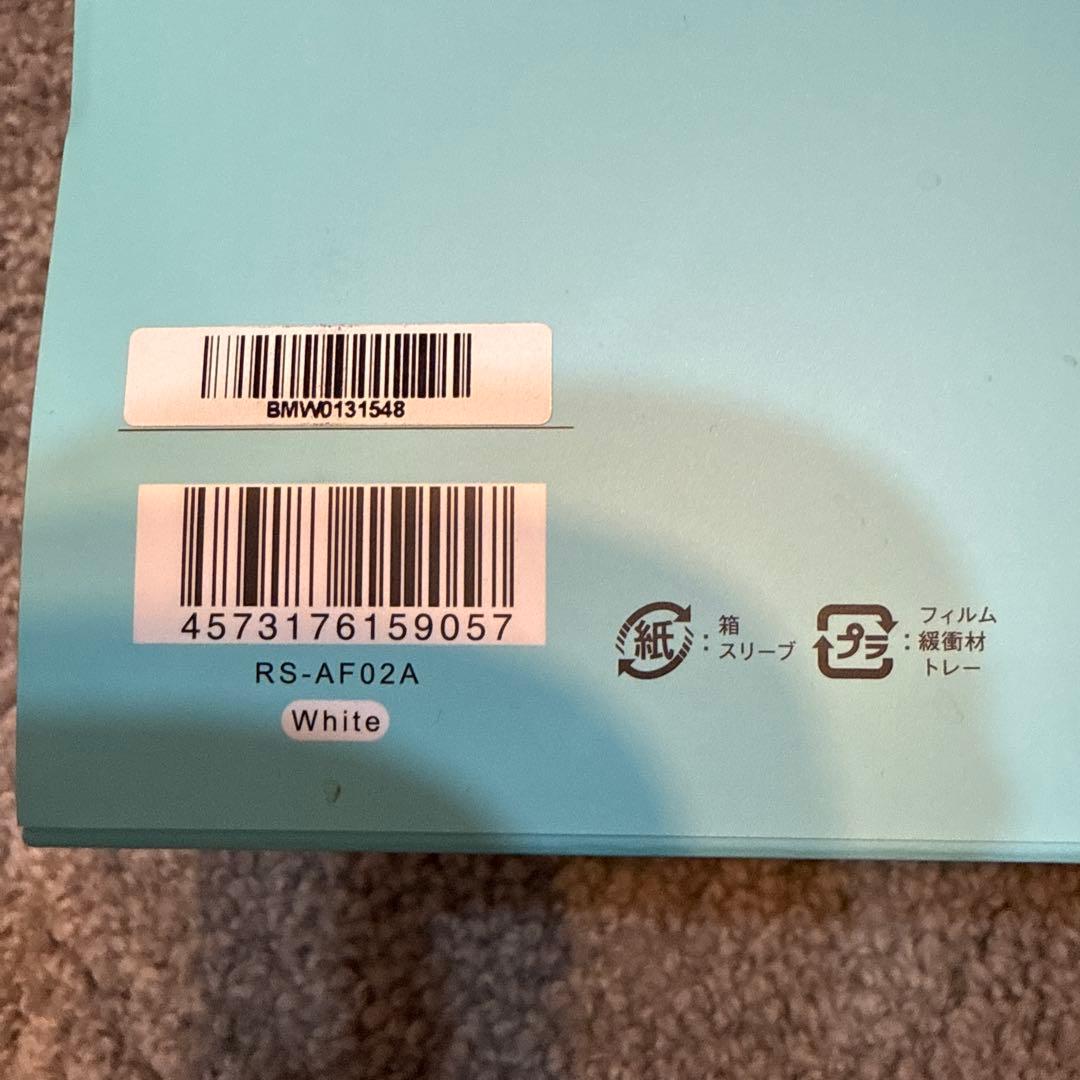 BMW0131548
4573176159057
RS-AF02A
White
紙 : 箱
スリーブ
プラ : フィルム
緩衝材
トレー